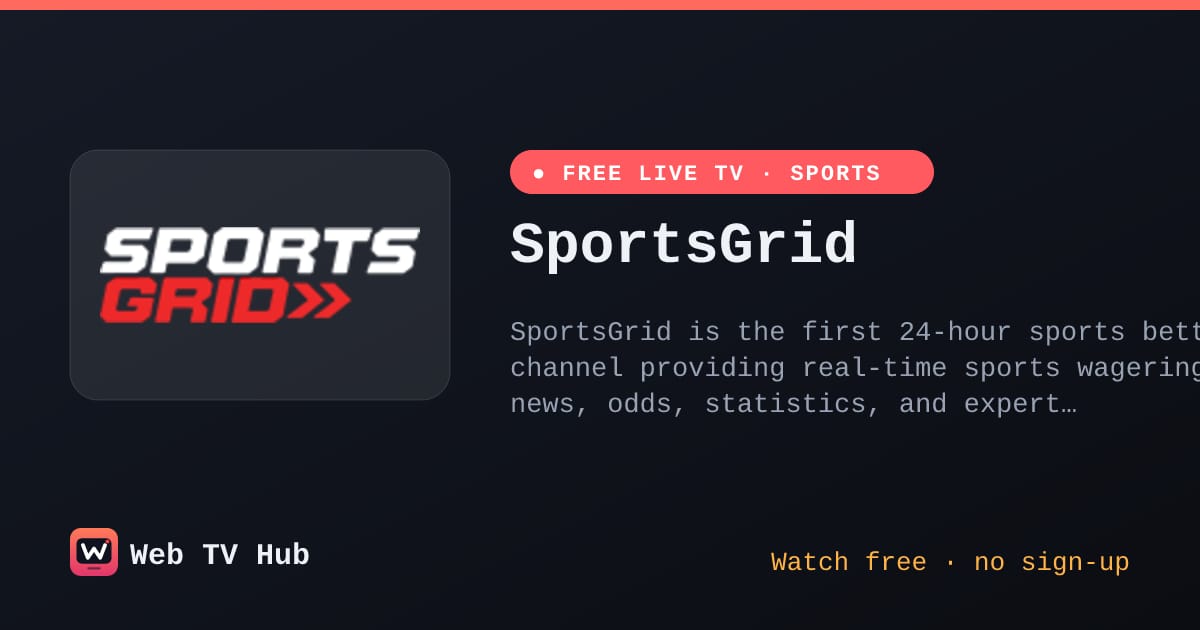 SPORTS
GRID
• FREE LIVE TV · SPORTS
SportsGrid
SportsGrid is the first 24-hour sports bett
channel providing real-time sports wagering
news, odds, statistics, and expert…
W
Web TV Hub
Watch free · no sign-up